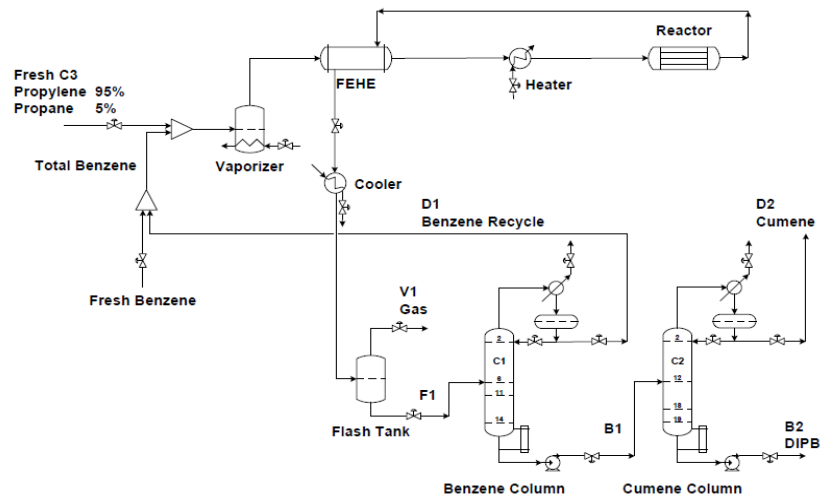 Reactor
FEHE
Heater
Fresh C3
Propylene 95%
Propane 5%
Total Benzene
Vaporizer
Cooler
D1
Benzene Recycle
D2
Cumene
Fresh Benzene
V1
Gas
2
C1
6
11
14
2
C2
12
18
19
F1
Flash Tank
B1
B2
DIPB
Benzene Column
Cumene Column